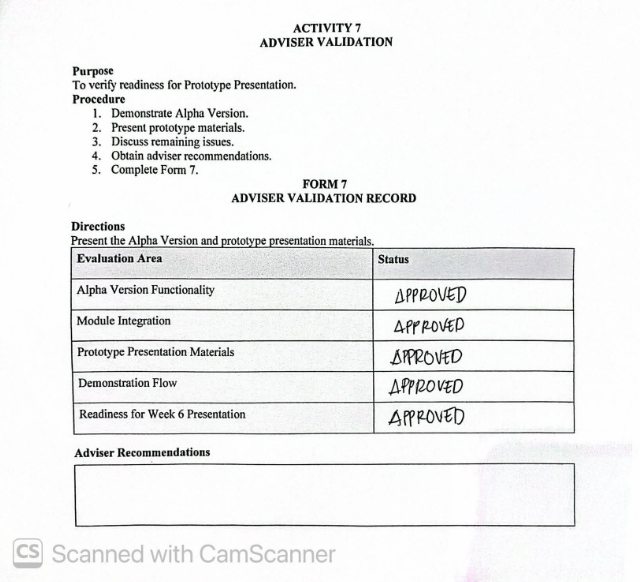 ACTIVITY 7
ADVISER VALIDATION
Purpose
To verify readiness for Prototype Presentation.
Procedure
1. Demonstrate Alpha Version.
2. Present prototype materials.
3. Discuss remaining issues.
4. Obtain adviser recommendations.
5. Complete Form 7.
FORM 7
ADVISER VALIDATION RECORD
Directions
Present the Alpha Version and prototype presentation materials.
Evaluation Area Status
Alpha Version Functionality APPROVED
Module Integration APPROVED
Prototype Presentation Materials APPROVED
Demonstration Flow APPROVED
Readiness for Week 6 Presentation APPROVED
Adviser Recommendations
CS Scanned with CamScanner